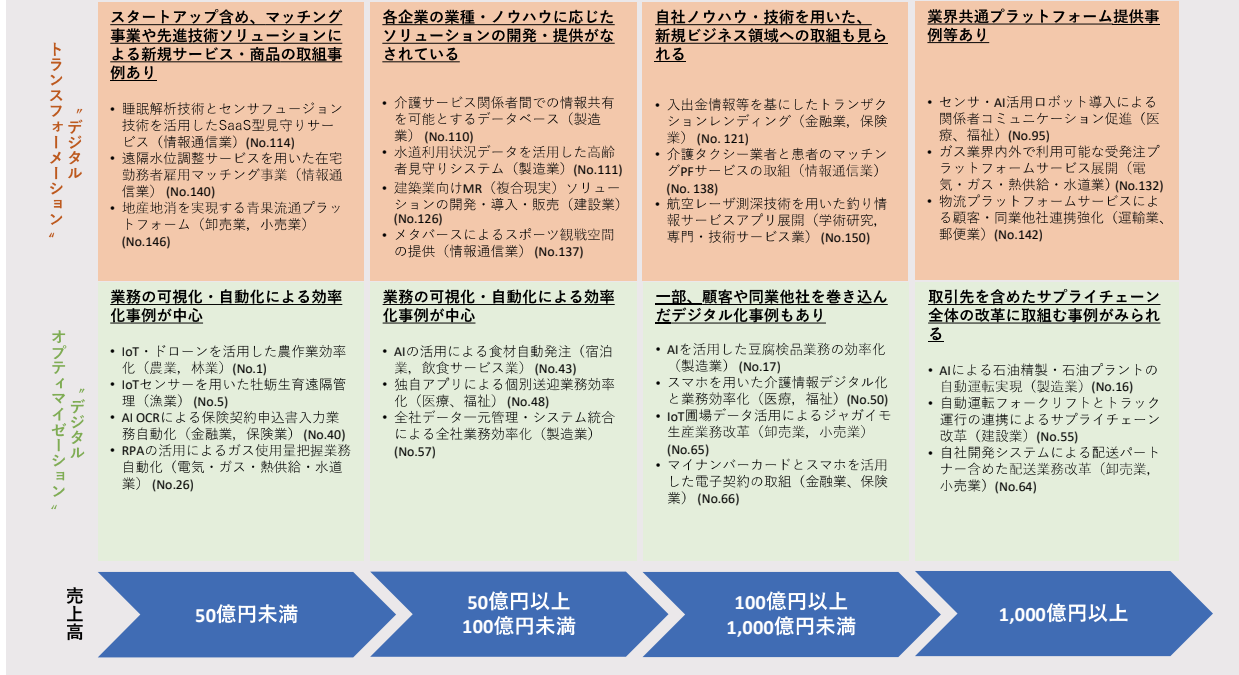 “デジタル
トランスフォーメーション“
スタートアップ含め、マッチング
事業や先進技術ソリューションに
よる新規サービス・商品の取組事
例あり
• 睡眠解析技術とセンサフュージョン
技術を活用したSaaS型見守りサー
ビス（情報通信業）(No.114)
• 遠隔水位調整サービスを用いた在宅
勤務者雇用マッチング事業（情報通
信業） (No.140)
• 地産地消を実現する青果流通プラッ
トフォーム（卸売業，小売業）
(No.146)
各企業の業種・ノウハウに応じた
ソリューションの開発・提供がな
されている
• 介護サービス関係者間での情報共有
を可能とするデータベース（製造
業） (No.110)
• 水道利用状況データを活用した高齢
者見守りシステム（製造業）(No.111)
• 建築業向けMR（複合現実）ソリュー
ションの開発・導入・販売（建設業）
(No.126)
• メタバースによるスポーツ観戦空間
の提供（情報通信業） (No.137)
自社ノウハウ・技術を用いた、
新規ビジネス領域への取組も見ら
れる
• 入出金情報等を基にしたトランザク
ションレンディング（金融業，保険
業） (No. 121)
• 介護タクシー業者と患者のマッチン
グPFサービスの取組（情報通信業）
(No. 138)
• 航空レーザ測深技術を用いた釣り情
報サービスアプリ展開（学術研究，
専門・技術サービス業） (No.150)
業界共通プラットフォーム提供事
例等あり
• センサ・AI活用ロボット導入による
関係者コミュニケーション促進（医
療、福祉）(No.95)
• ガス業界内外で利用可能な受発注プ
ラットフォームサービス展開（電
気・ガス・熱供給・水道業）(No.132)
• 物流プラットフォームサービスによ
る顧客・同業他社連携強化（運輸業、
郵便業）(No.142)
“デジタル
オプティマイゼーション“
業務の可視化・自動化による効率
化事例が中心
• IoT・ドローンを活用した農作業効率
化（農業，林業）(No.1)
• IoTセンサーを用いた牡蛎生育遠隔管
理（漁業）(No.5)
• AI OCRによる保険契約申込書入力業
務自動化（金融業，保険業）(No.40)
• RPAの活用によるガス使用量把握業務
自動化（電気・ガス・熱供給・水道
業） (No.26)
業務の可視化・自動化による効率
化事例が中心
• AIの活用による食材自動発注（宿泊
業，飲食サービス業）(No.43)
• 独自アプリによる個別送迎業務効率
化（医療、福祉）(No.48)
• 全社データ一元管理・システム統合
による全社業務効率化（製造業）
(No.57)
一部、顧客や同業他社を巻き込ん
だデジタル化事例もあり
• AIを活用した豆腐検品業務の効率化
（製造業）(No.17)
• スマホを用いた介護情報デジタル化
と業務効率化（医療，福祉）(No.50)
• IoT圃場データ活用によるジャガイモ
生産業務改革（卸売業，小売業）
(No.65)
• マイナンバーカードとスマホを活用
した電子契約の取組（金融業、保険
業） (No.66)
取引先を含めたサプライチェーン
全体の改革に取組む事例がみられ
る
• AIによる石油精製・石油プラントの
自動運転実現（製造業）(No.16)
• 自動運転フォークリフトとトラック
運行の連携によるサプライチェーン
改革（建設業）(No.55)
• 自社開発システムによる配送パート
ナー含めた配送業務改革（卸売業，
小売業）(No.64)
売上高
50億円未満
50億円以上
100億円未満
100億円以上
1,000億円未満
1,000億円以上